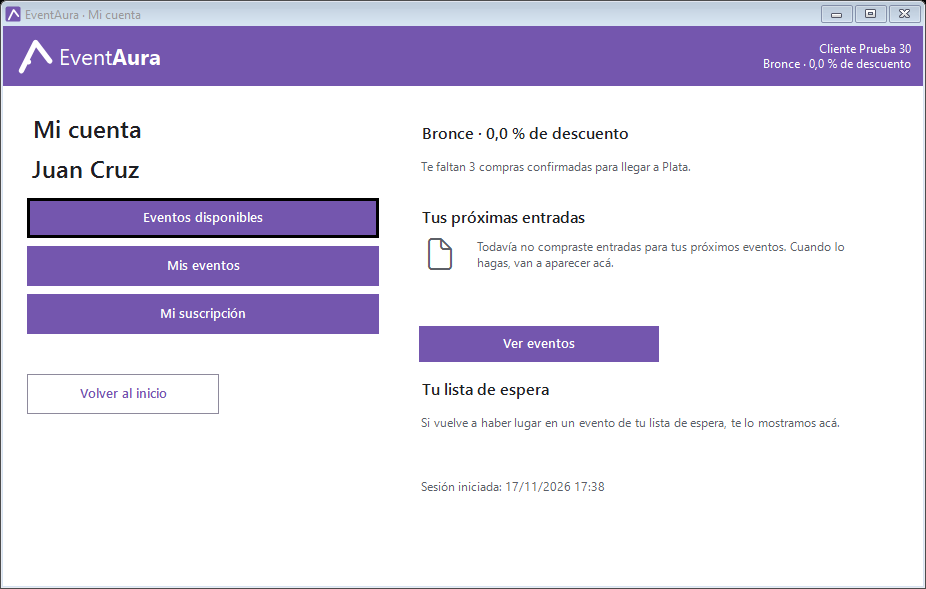 EventAura · Mi cuenta
EventAura
Cliente Prueba 30
Bronce · 0,0 % de descuento
Mi cuenta
Juan Cruz
Eventos disponibles
Mis eventos
Mi suscripción
Volver al inicio
Bronce · 0,0 % de descuento
Te faltan 3 compras confirmadas para llegar a Plata.
Tus próximas entradas
Todavía no compraste entradas para tus próximos eventos. Cuando lo
hagas, van a aparecer acá.
Ver eventos
Tu lista de espera
Si vuelve a haber lugar en un evento de tu lista de espera, te lo mostramos acá.
Sesión iniciada: 17/11/2026 17:38